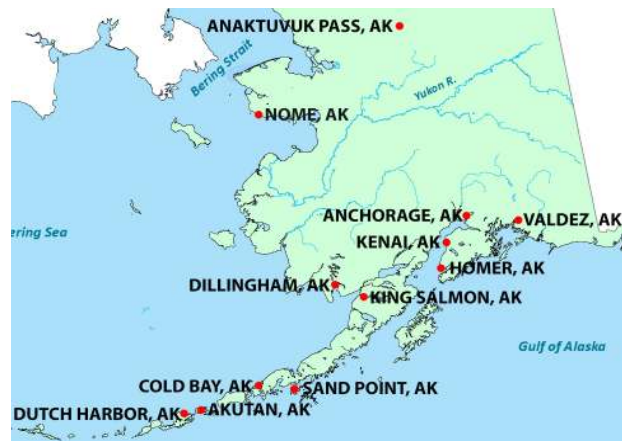 ANAKTUVUK PASS, AK
Bering Strait
Yukon R.
NOME, AK
ANCHORAGE, AK
VALDEZ, AK
ering Sea
KENAI, AK
HOMER, AK
DILLINGHAM, AK
KING SALMON, AK
Gulf of Alaska
COLD BAY, AK
SAND POINT, AK
DUTCH HARBOR, AK
AKUTAN, AK